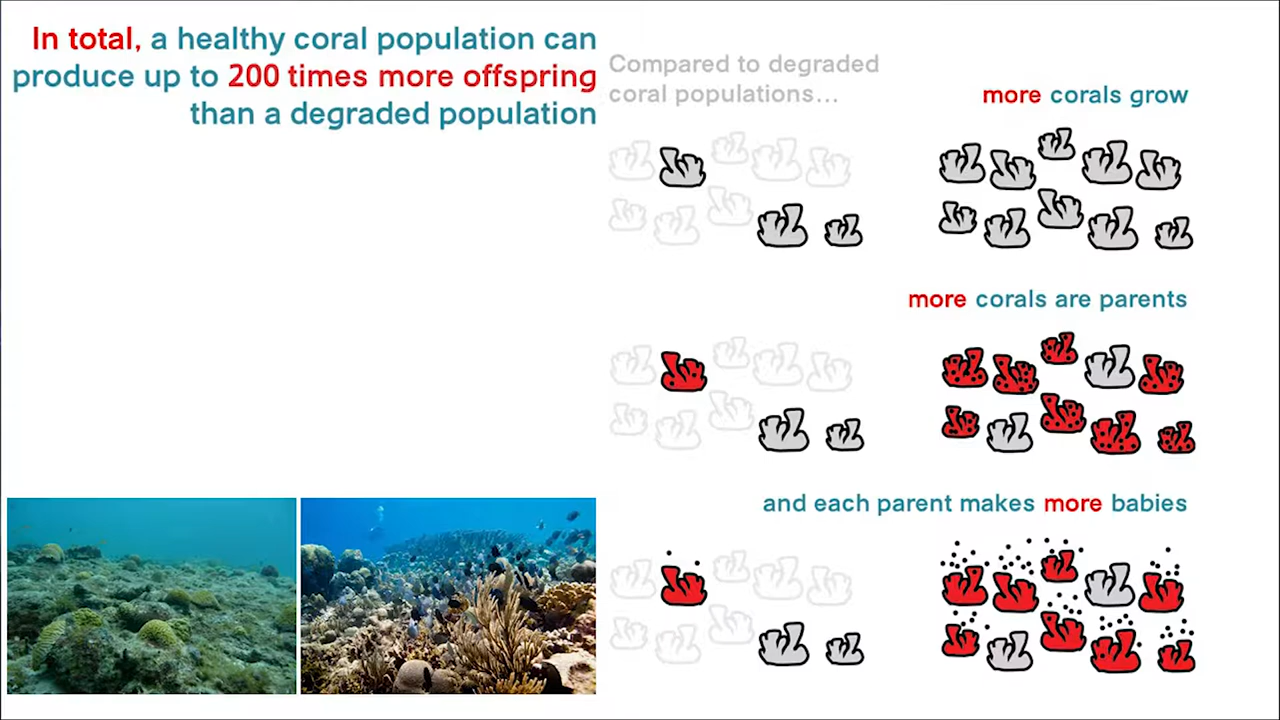 In total, a healthy coral population can
produce up to 200 times more offspring
than a degraded population
Compared to degraded
coral populations...
more corals grow
more corals are parents
and each parent makes more babies